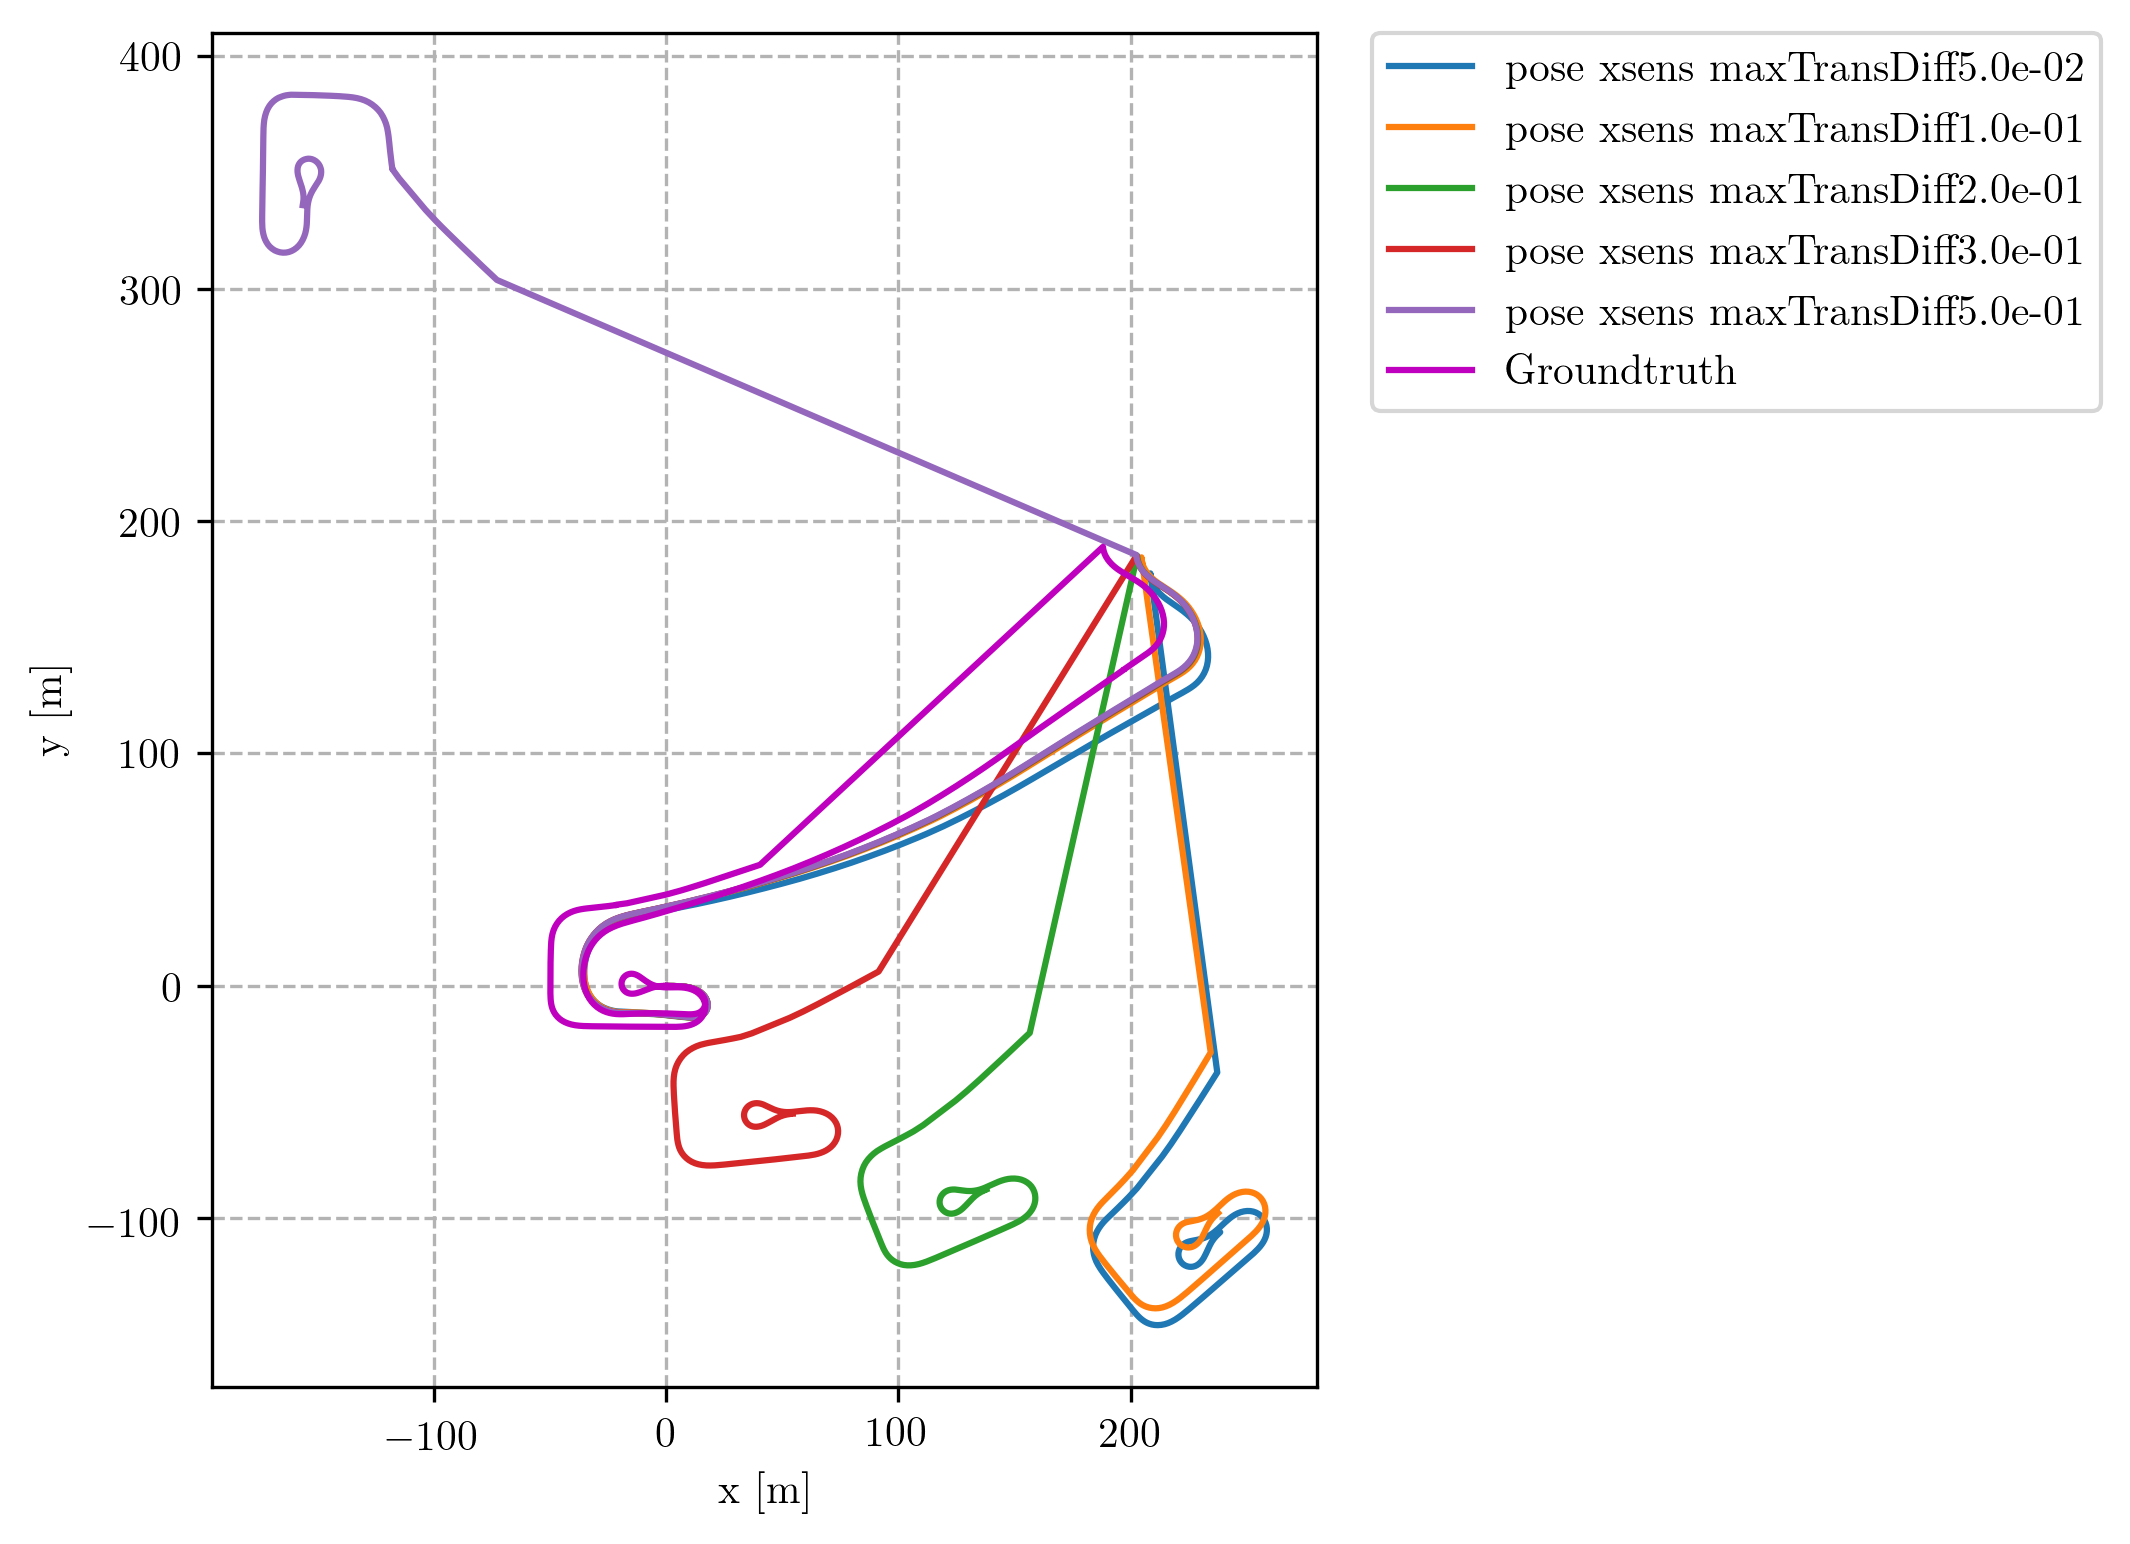 400
300
200
100
0
−100
−100
0
100
200
x [m]
y [m]
pose xsens maxTransDiff5.0e-02
pose xsens maxTransDiff1.0e-01
pose xsens maxTransDiff2.0e-01
pose xsens maxTransDiff3.0e-01
pose xsens maxTransDiff5.0e-01
Groundtruth